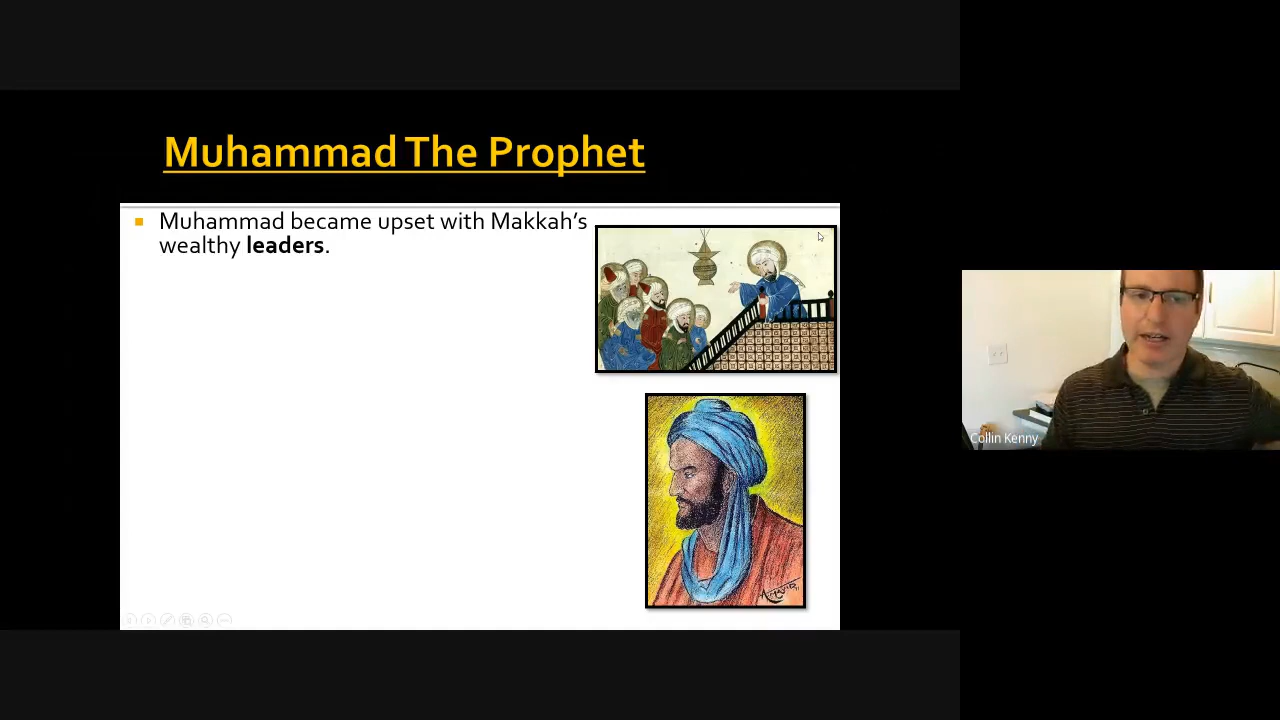 Muhammad The Prophet
Muhammad became upset with Makkah's
wealthy leaders.
Collin Kenny